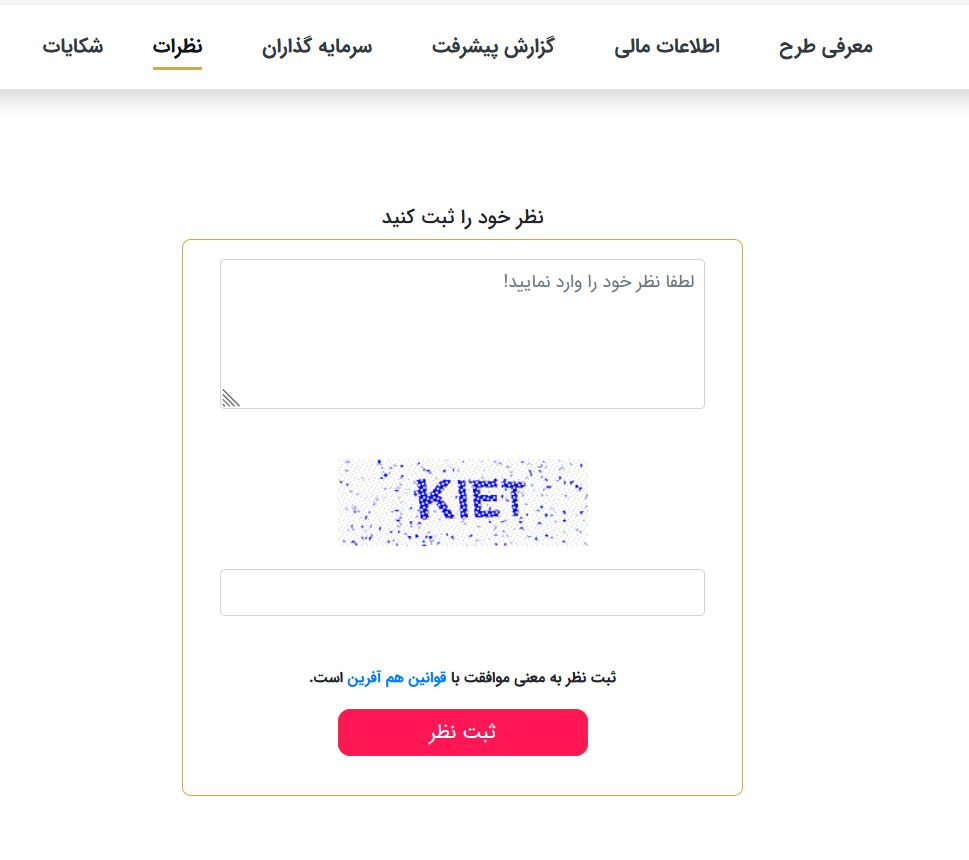 معرفی طرح اطلاعات مالی گزارش پیشرفت سرمایه گذاران نظرات شکایات
نظر خود را ثبت کنید
لطفا نظر خود را وارد نمایید!
KIET
ثبت نظر به معنی موافقت با قوانین هم آفرین است.
ثبت نظر